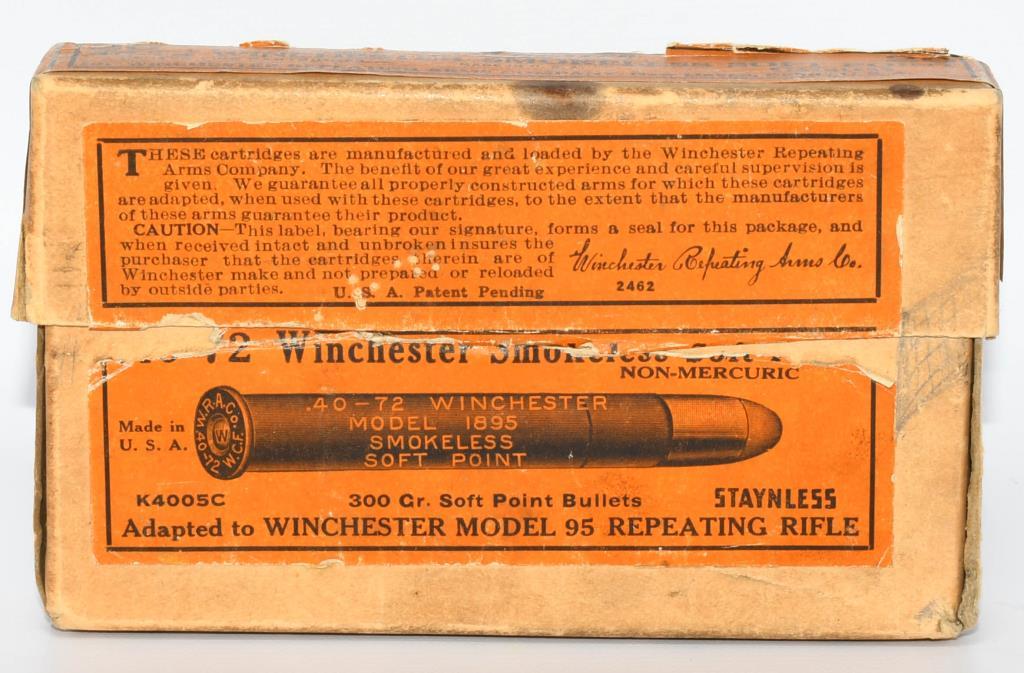 THESE cartridges are manufactured and loaded by the Winchester Repeating
Arms Company. The benefit of our great experience and careful supervision is
given. We guarantee all properly constructed arms for which these cartridges
are adapted, when used with these cartridges, to the extent that the manufacturers
of these arms guarantee their product.
CAUTION—This label, bearing our signature, forms a seal for this package, and
when received intact and unbroken insures the
purchaser that the cartridges herein are of
Winchester make and not prepared or reloaded
by outside parties.
Winchester Repeating Arms Co.
2462
U. S. A. Patent Pending
72 Winchester Smokeless Soft
NON-MERCURIC
Made in
U. S. A.
W.R.A.Co.
W
40-72 W.C.F.
.40-72 WINCHESTER
MODEL 1895
SMOKELESS
SOFT POINT
K4005C
300 Gr. Soft Point Bullets
STAYNLESS
Adapted to WINCHESTER MODEL 95 REPEATING RIFLE